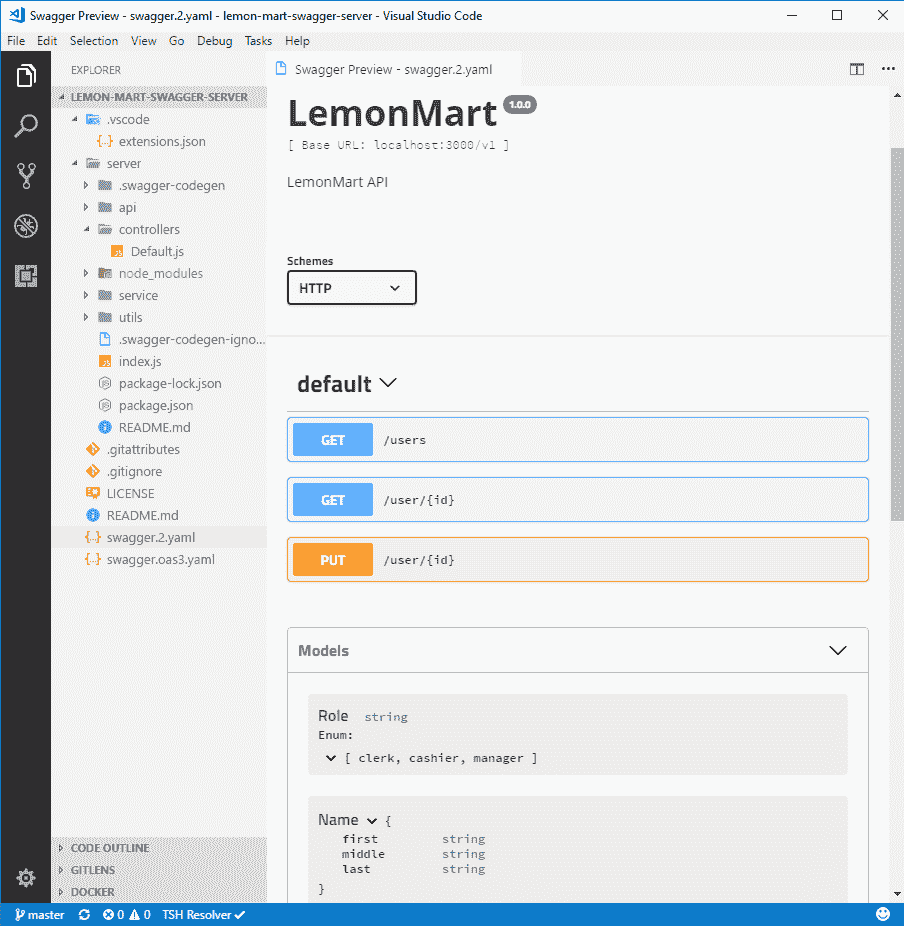 Swagger Preview - swagger.2.yaml - lemon-mart-swagger-server - Visual Studio Code
File Edit Selection View Go Debug Tasks Help
EXPLORER
LEMON-MART-SWAGGER-SERVER
.vscode
{..} extensions.json
server
.swagger-codegen
api
controllers
Default.js
node_modules
service
utils
.swagger-codegen-igno...
index.js
package-lock.json
package.json
README.md
.gitattributes
.gitignore
LICENSE
README.md
{..} swagger.2.yaml
{..} swagger.oas3.yaml
CODE OUTLINE
GITLENS
DOCKER
Swagger Preview - swagger.2.yaml
LemonMart 1.0.0
[ Base URL: localhost:3000/v1 ]
LemonMart API
Schemes
HTTP
default
GET /users
GET /user/{id}
PUT /user/{id}
Models
Role string
Enum:
[ clerk, cashier, manager ]
Name {
first string
middle string
last string
}
master 0 0 TSH Resolver